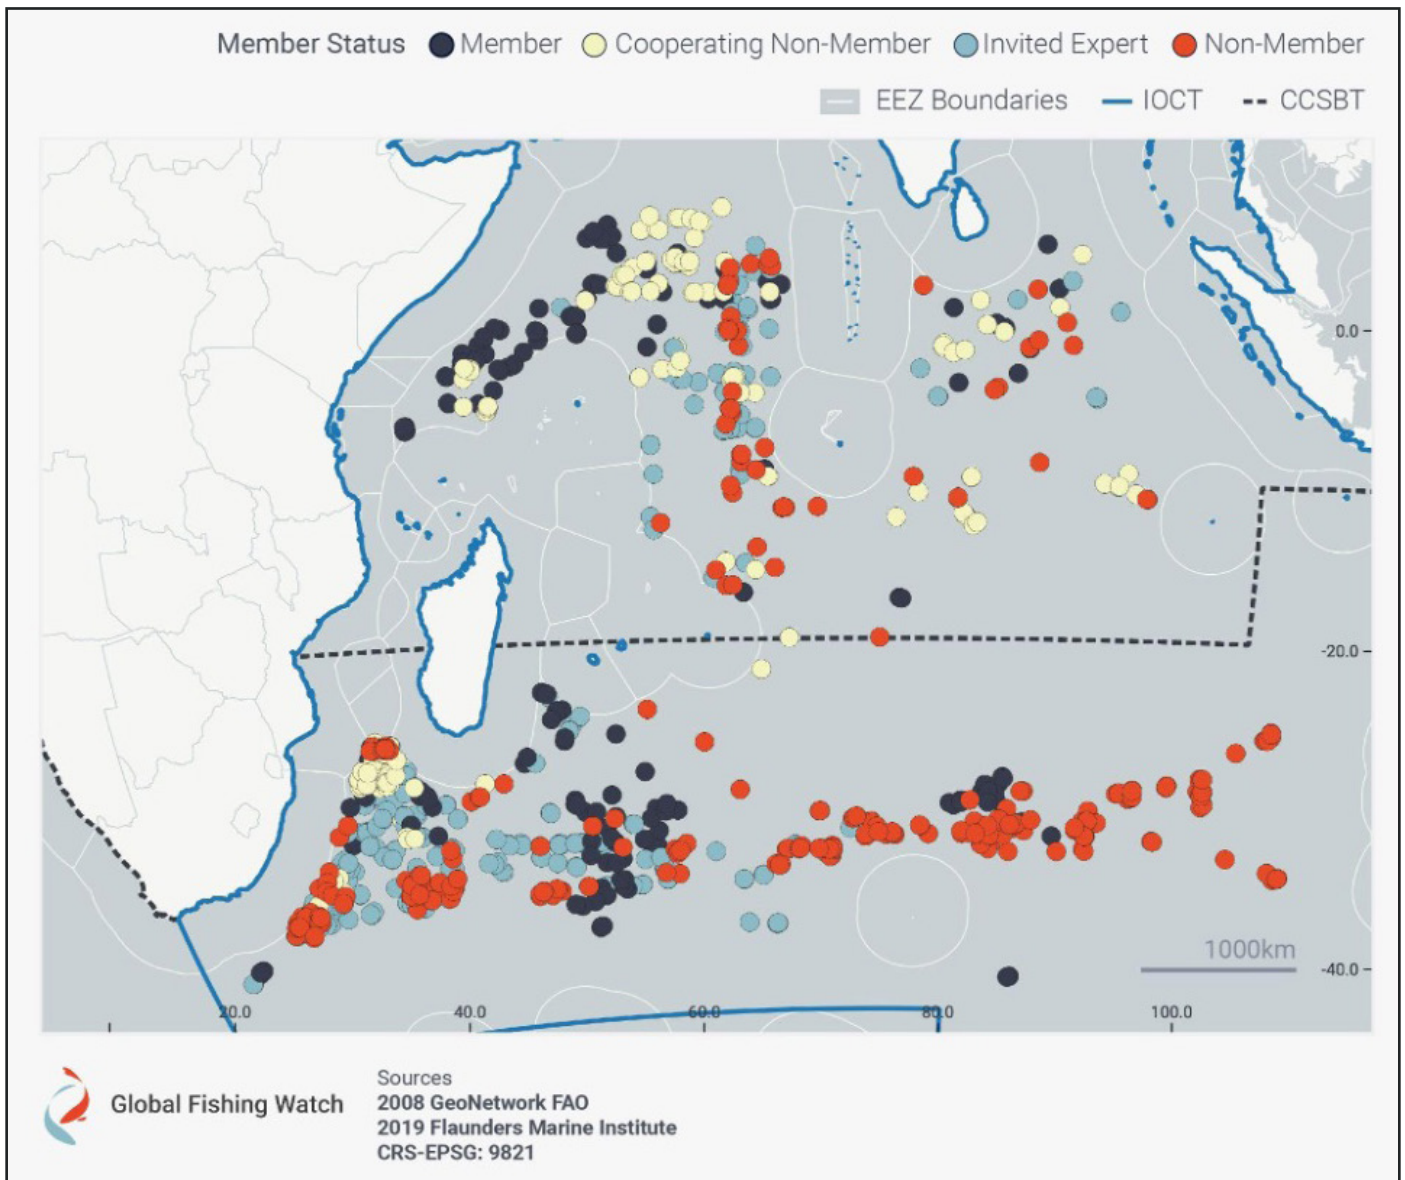 Member Status Member Cooperating Non-Member Invited Expert Non-Member
EEZ Boundaries IOCT CCSBT
0.0
-20.0
1000km
-40.0
20.0 40.0 60.0 80.0 100.0
Global Fishing Watch
Sources
2008 GeoNetwork FAO
2019 Flaunders Marine Institute
CRS-EPSG: 9821